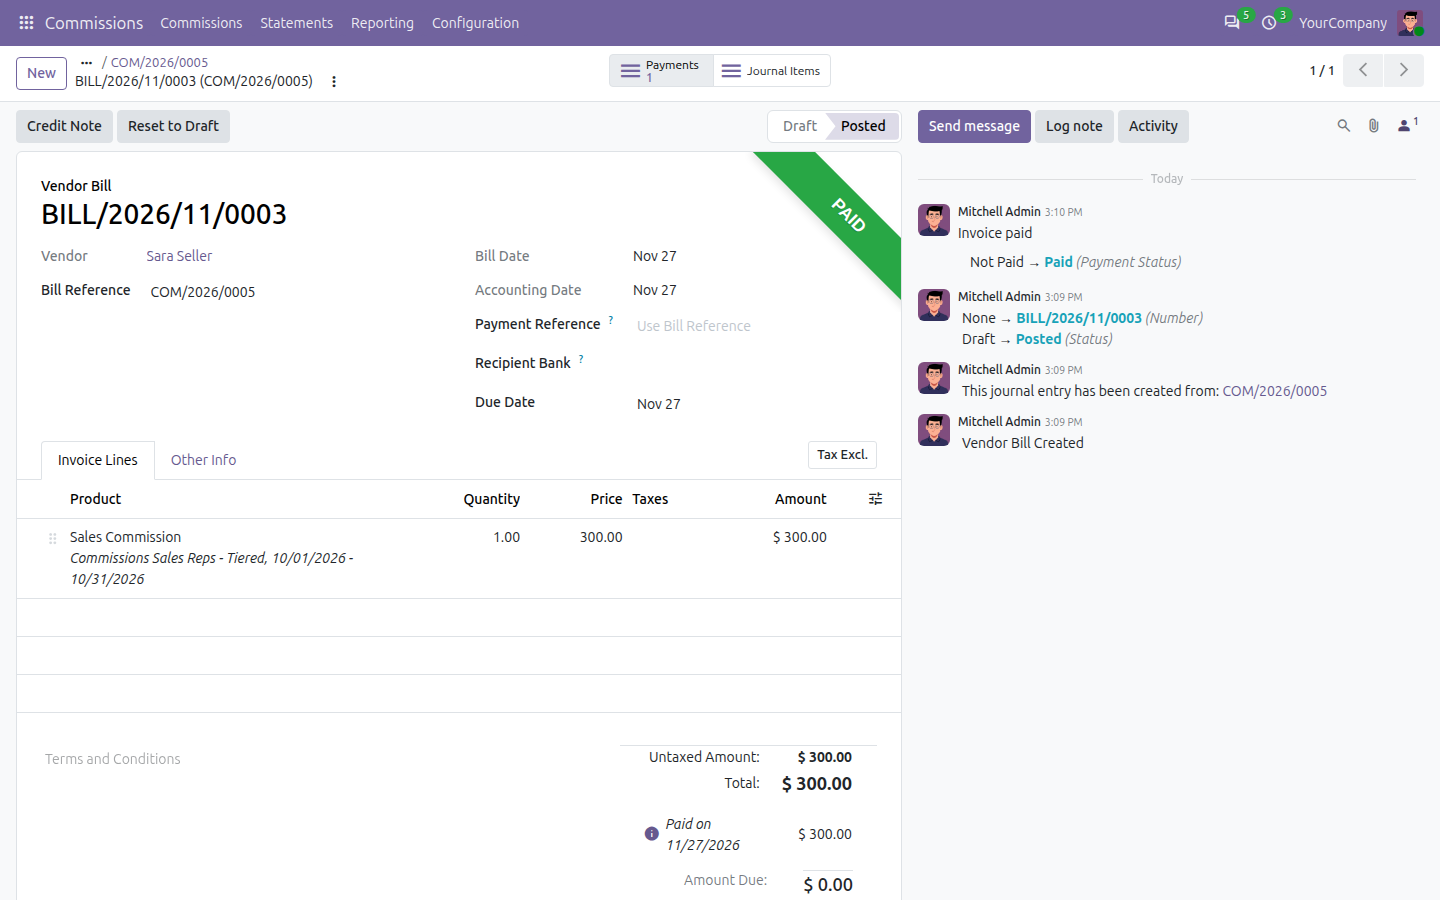 Commissions
Commissions
Statements
Reporting
Configuration
5
3
YourCompany
New
... / COM/2026/0005
BILL/2026/11/0003 (COM/2026/0005)
Payments
1
Journal Items
1 / 1
Credit Note
Reset to Draft
Draft
Posted
Send message
Log note
Activity
1
PAID
Vendor Bill
BILL/2026/11/0003
Vendor
Sara Seller
Bill Reference
COM/2026/0005
Bill Date
Nov 27
Accounting Date
Nov 27
Payment Reference ?
Use Bill Reference
Recipient Bank ?
Due Date
Nov 27
Invoice Lines
Other Info
Tax Excl.
Product
Quantity
Price
Taxes
Amount
Sales Commission
1.00
300.00
$ 300.00
Commissions Sales Reps - Tiered, 10/01/2026 -
10/31/2026
Terms and Conditions
Untaxed Amount:
$ 300.00
Total:
$ 300.00
Paid on
11/27/2026
$ 300.00
Amount Due:
$ 0.00
Today
Mitchell Admin 3:10 PM
Invoice paid
Not Paid → Paid (Payment Status)
Mitchell Admin 3:09 PM
None → BILL/2026/11/0003 (Number)
Draft → Posted (Status)
Mitchell Admin 3:09 PM
This journal entry has been created from: COM/2026/0005
Mitchell Admin 3:09 PM
Vendor Bill Created